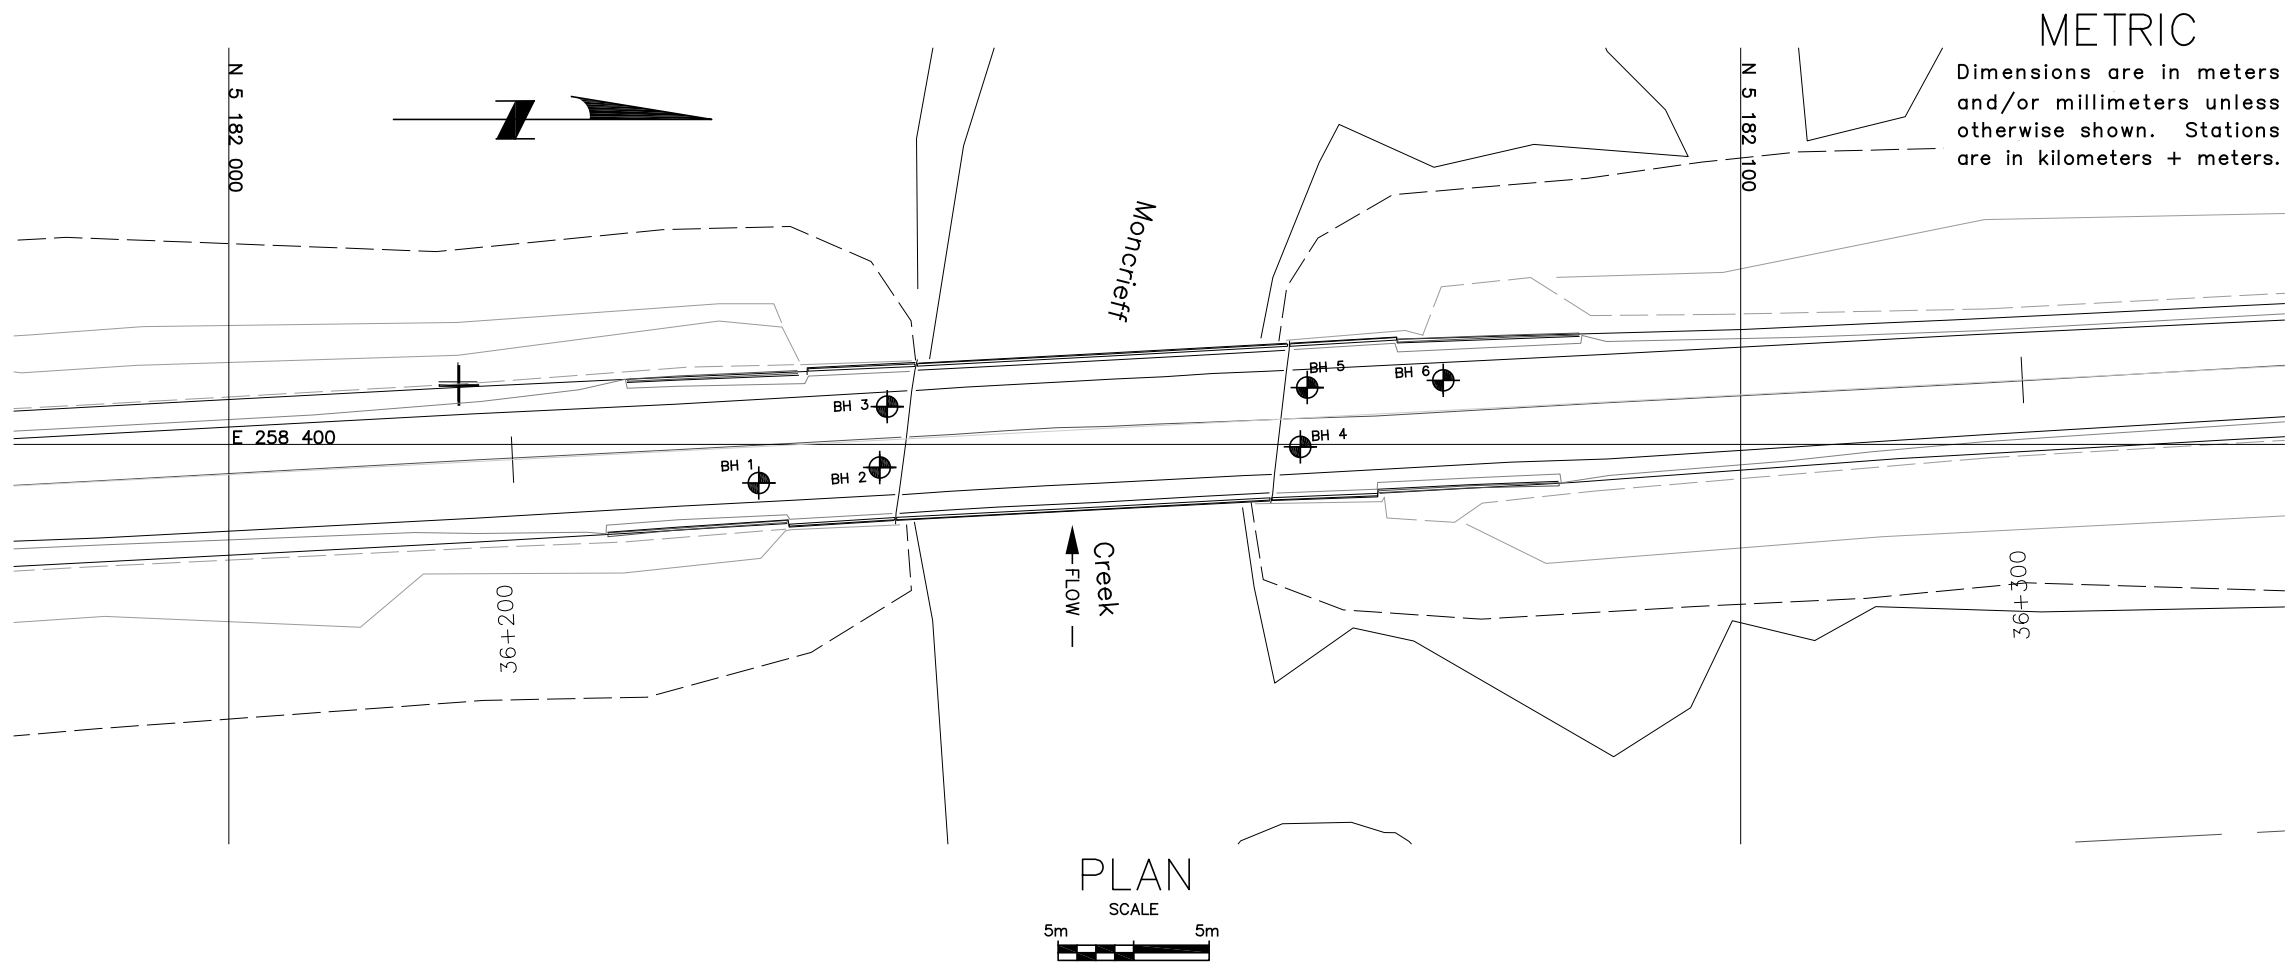 METRIC
Dimensions are in meters
and/or millimeters unless
otherwise shown. Stations
are in kilometers + meters.
N 5 182 000
N 5 182 100
Moncrieff
BH 5
BH 6
BH 3
E 258 400
BH 4
BH 1
BH 2
Creek
FLOW
36+200
36+300
PLAN
SCALE
5m
5m